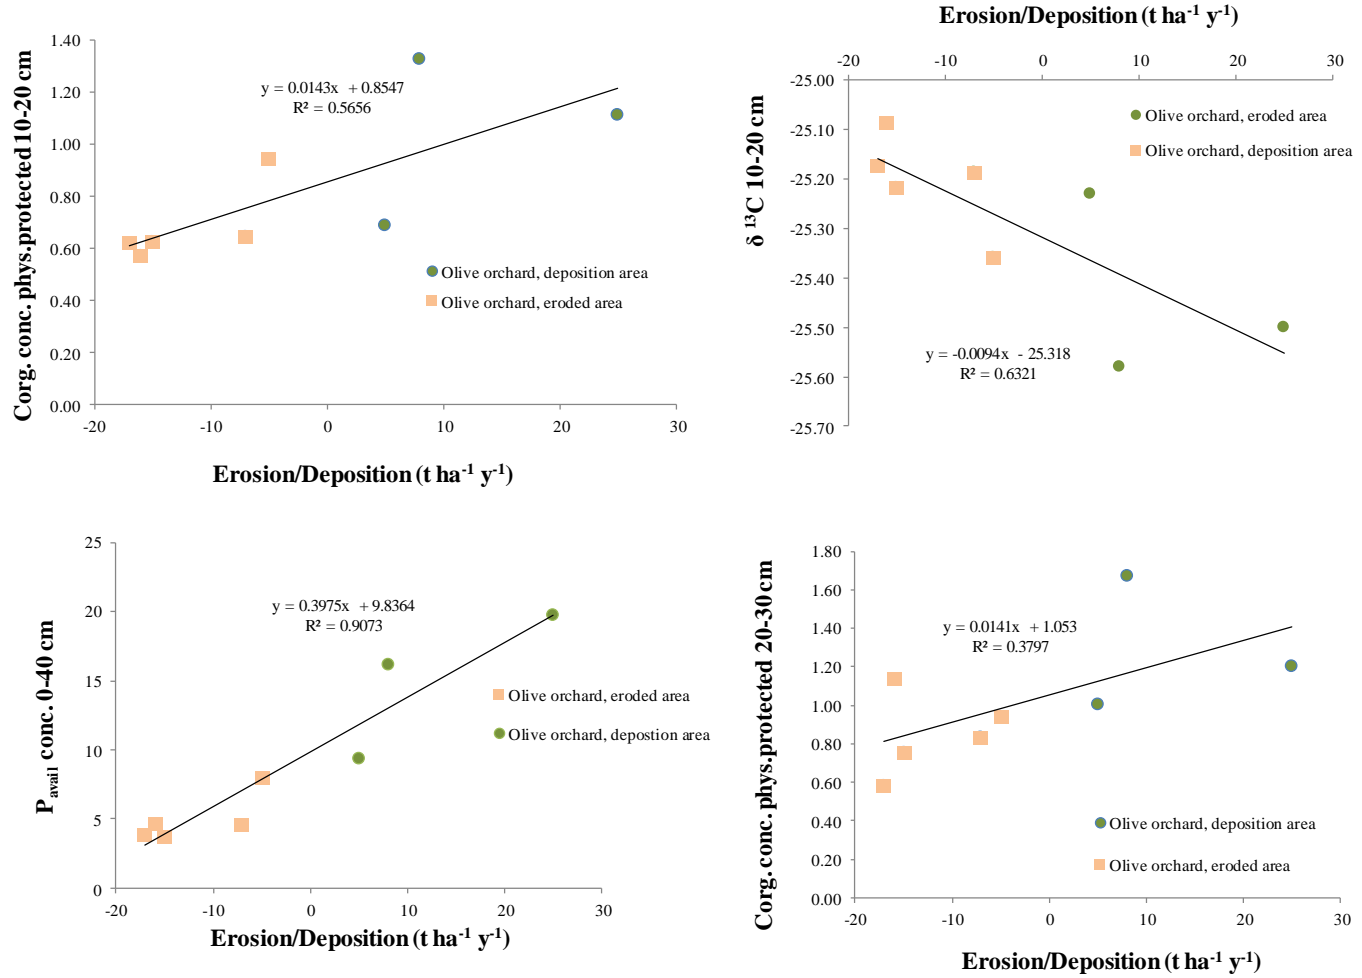 Corg. conc. phys.protected 10-20 cm
1.40
1.20
1.00
0.80
0.60
0.40
0.20
0.00
y = 0.0143x + 0.8547
R² = 0.5656
Olive orchard, deposition area
Olive orchard, eroded area
-20 -10 0 10 20 30
Erosion/Deposition (t ha-1 y-1)
Erosion/Deposition (t ha-1 y-1)
-20 -10 0 10 20 30
δ 13C 10-20 cm
-25.00
-25.10
-25.20
-25.30
-25.40
-25.50
-25.60
-25.70
Olive orchard, eroded area
Olive orchard, deposition area
y = -0.0094x - 25.318
R² = 0.6321
Pavail conc. 0-40 cm
25
20
15
10
5
0
y = 0.3975x + 9.8364
R² = 0.9073
Olive orchard, eroded area
Olive orchard, depostion area
-20 -10 0 10 20 30
Erosion/Deposition (t ha-1 y-1)
Corg. conc. phys.protected 20-30 cm
1.80
1.60
1.40
1.20
1.00
0.80
0.60
0.40
0.20
0.00
y = 0.0141x + 1.053
R² = 0.3797
Olive orchard, deposition area
Olive orchard, eroded area
-20 -10 0 10 20 30
Erosion/Deposition (t ha-1 y-1)